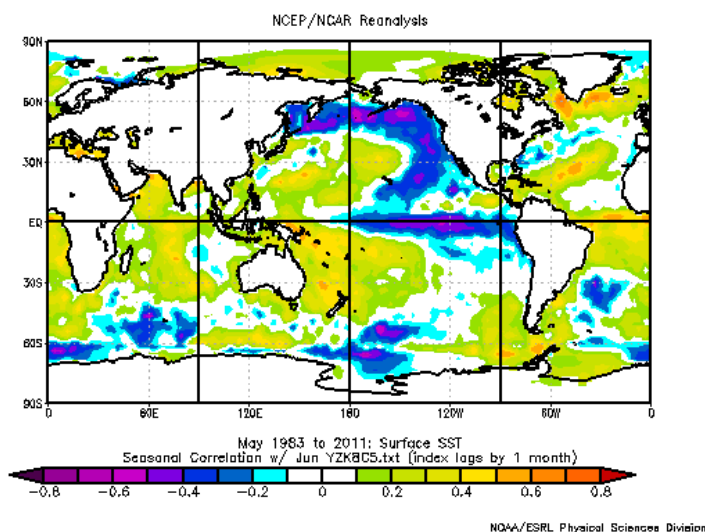 NCEP/NCAR Reanalysis
90N
60N
30N
EQ
30S
60S
90S
0 60E 120E 180 120W 60W 0
May 1983 to 2011: Surface SST
Seasonal Correlation w/ Jun YZK8C5.txt (index lags by 1 month)
-0.8 -0.6 -0.4 -0.2 0 0.2 0.4 0.6 0.8
NOAA/ESRL Physical Sciences Division